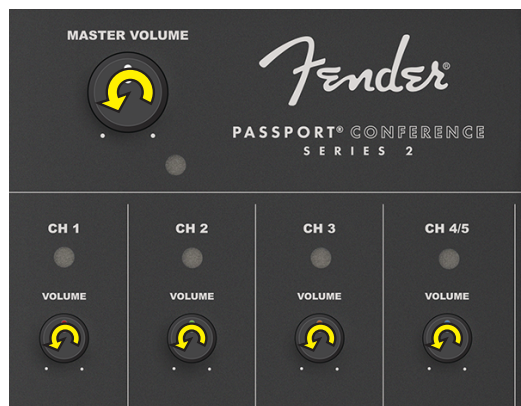 MASTER VOLUME
Fender®
PASSPORT® CONFERENCE
SERIES 2
CH 1
CH 2
CH 3
CH 4/5
VOLUME
VOLUME
VOLUME
VOLUME